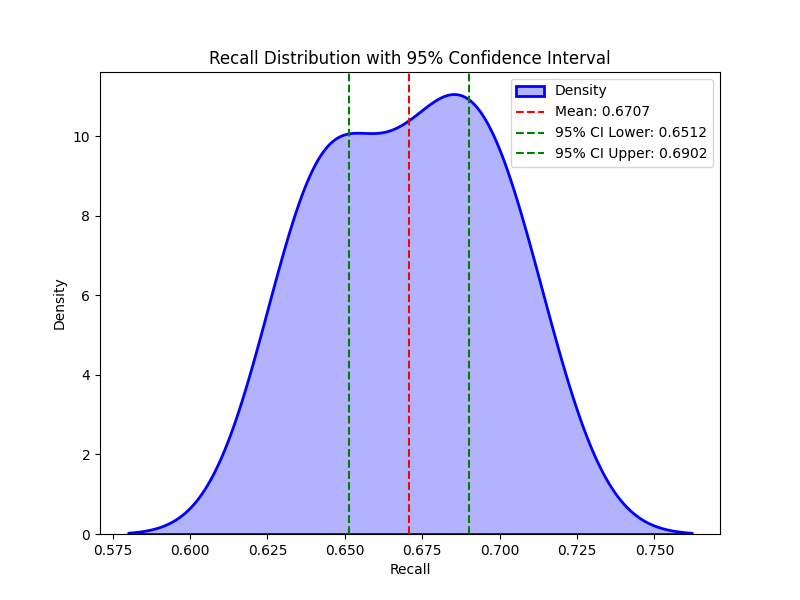 Recall Distribution with 95% Confidence Interval
Density
Mean: 0.6707
95% CI Lower: 0.6512
95% CI Upper: 0.6902
10
8
6
4
2
0
Density
0.575 0.600 0.625 0.650 0.675 0.700 0.725 0.750
Recall